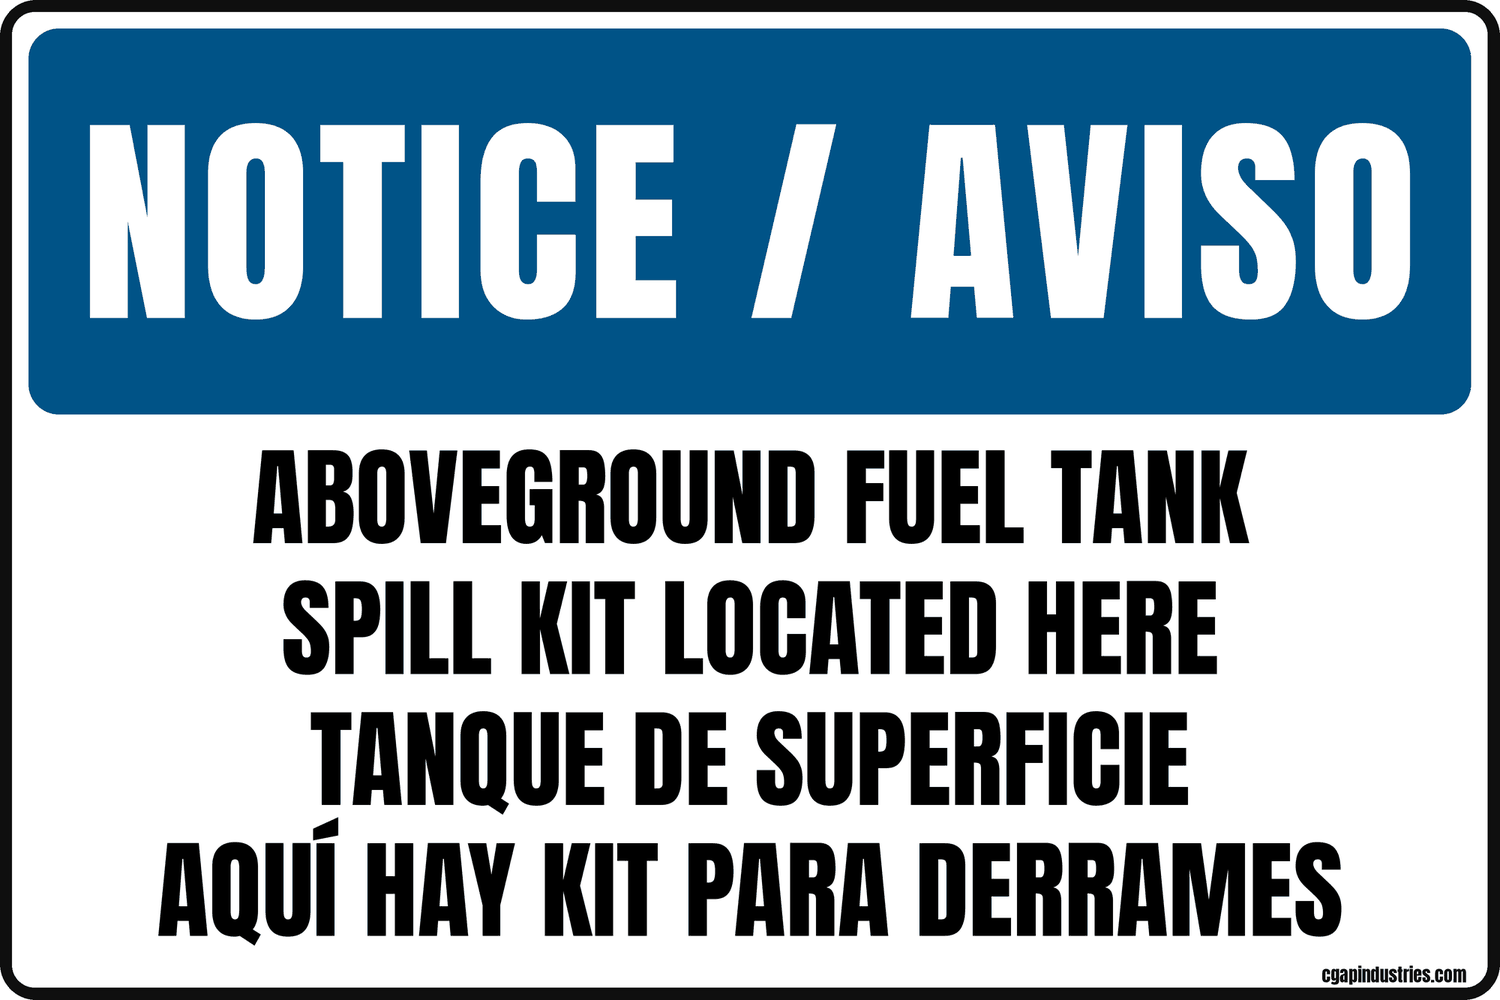 NOTICE / AVISO
ABOVEGROUND FUEL TANK
SPILL KIT LOCATED HERE
TANQUE DE SUPERFICIE
AQUÍ HAY KIT PARA DERRAMES
cgapindustries.com